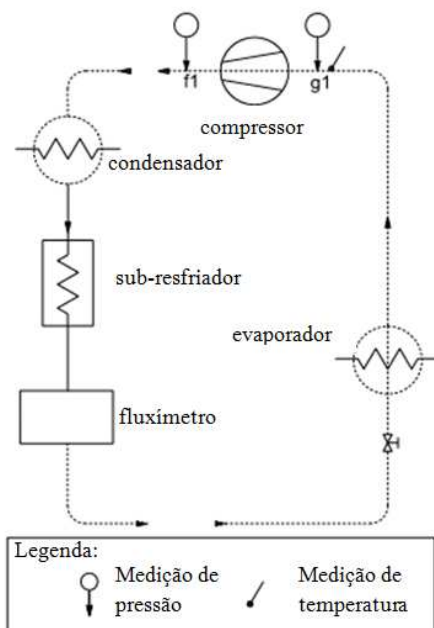 f1
g1
compressor
condensador
sub-resfriador
evaporador
fluxímetro
Legenda:
Medição de
pressão
Medição de
temperatura